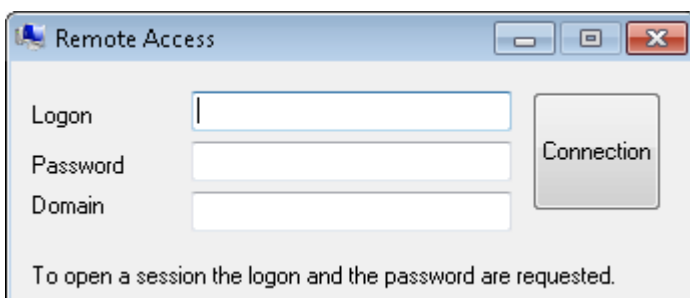 Remote Access
Logon
Password
Connection
Domain
To open a session the logon and the password are requested.